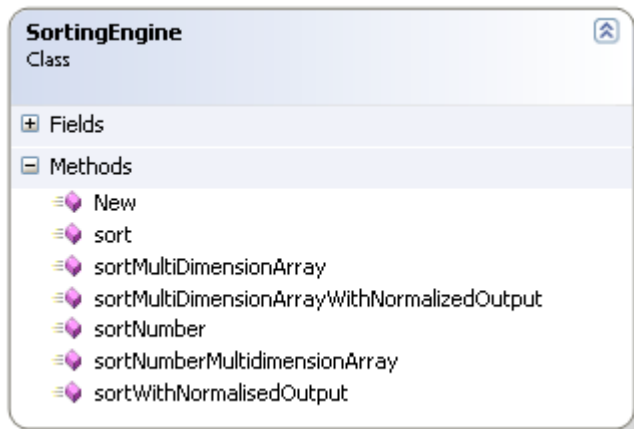 SortingEngine
Class
Fields
Methods
New
sort
sortMultiDimensionArray
sortMultiDimensionArrayWithNormalizedOutput
sortNumber
sortNumberMultidimensionArray
sortWithNormalisedOutput